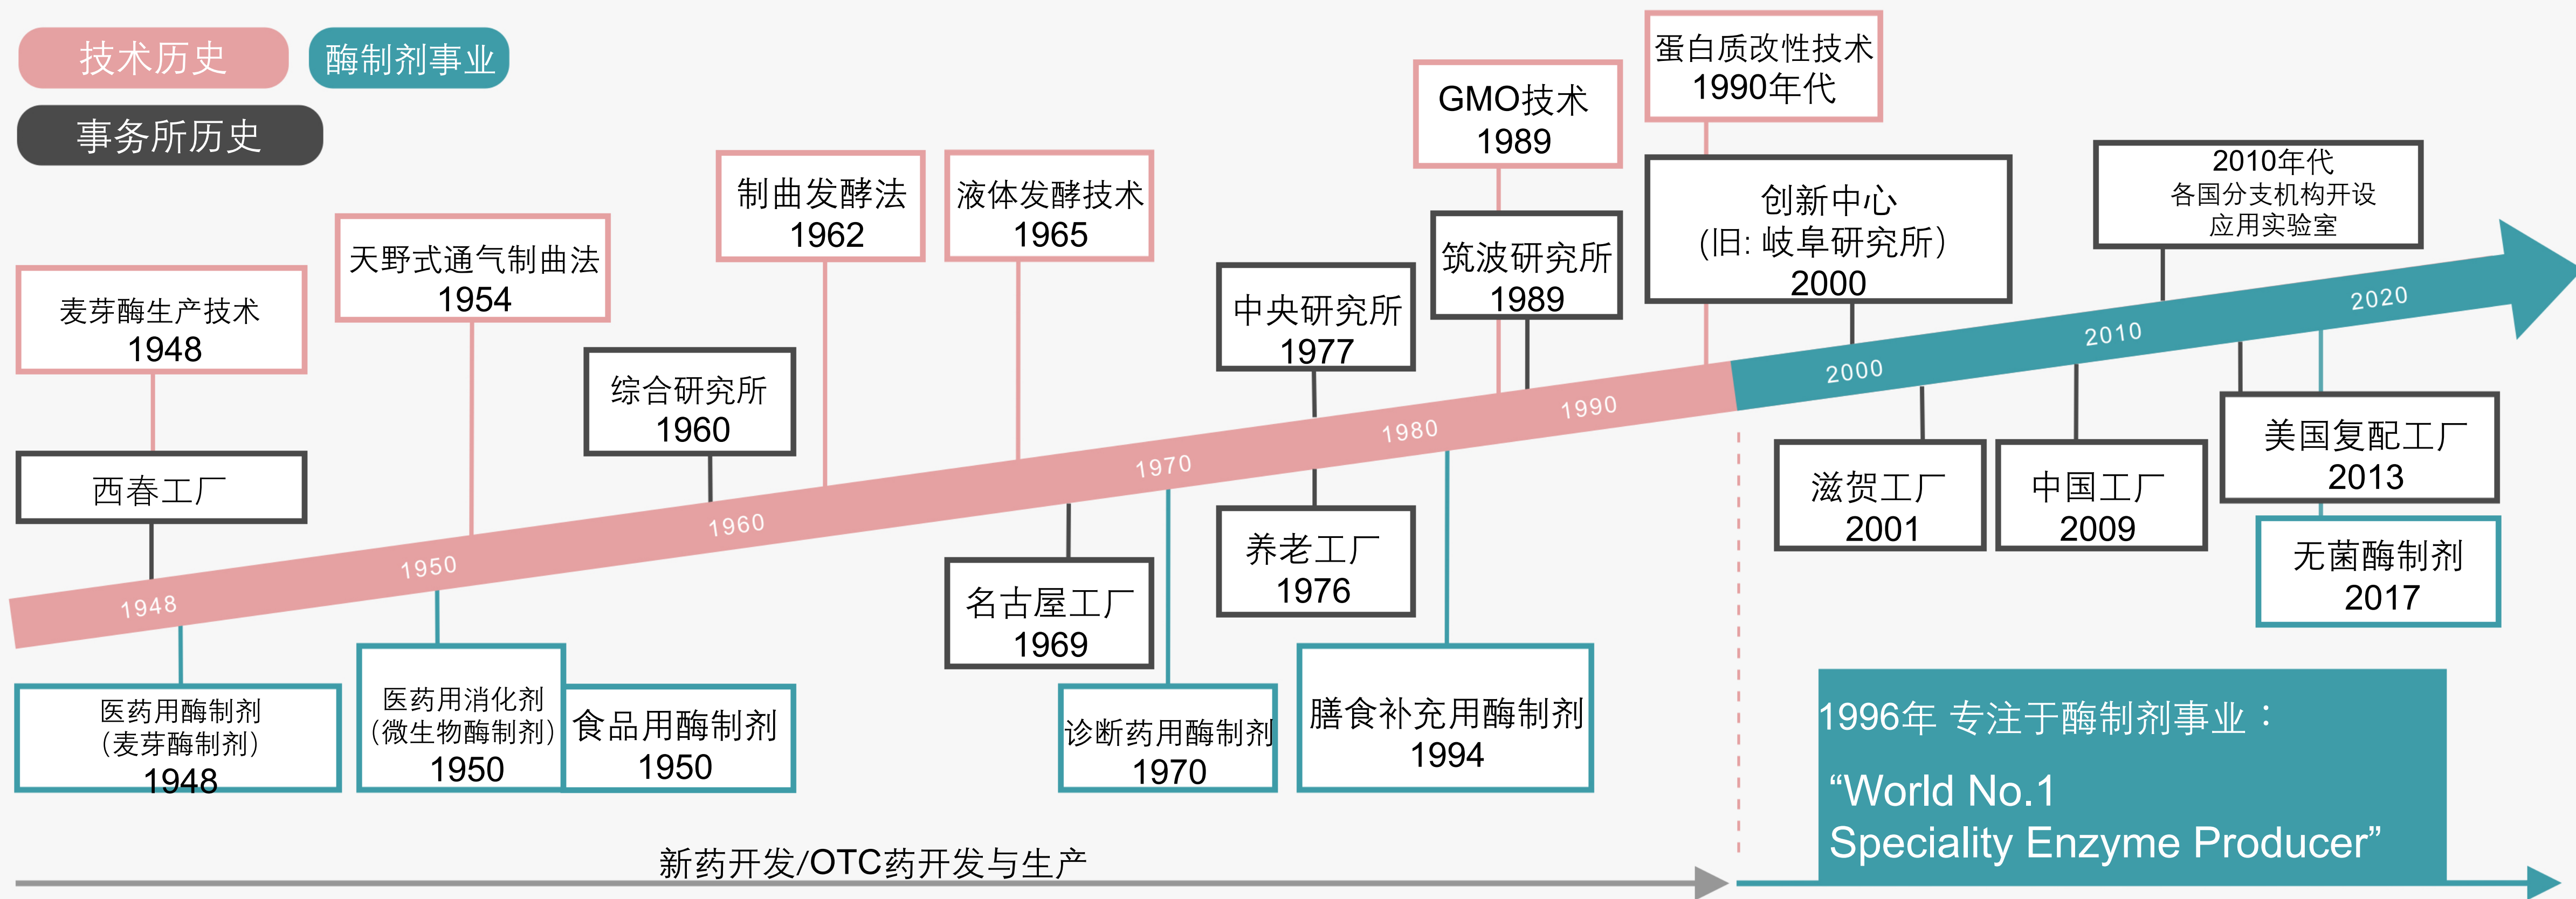 技术历史
酶制剂事业
事务所历史
麦芽酶生产技术
1948
西春工厂
天野式通气制曲法
1954
综合研究所
1960
制曲发酵法
1962
液体发酵技术
1965
中央研究所
1977
GMO技术
1989
筑波研究所
1989
蛋白质改性技术
1990年代
创新中心
(旧: 岐阜研究所）
2000
2010年代
各国分支机构开设
应用实验室
1948
1950
1960
1970
1980
1990
2000
2010
2020
医药用酶制剂
（麦芽酶制剂）
1948
医药用消化剂
(微生物酶制剂)
1950
食品用酶制剂
1950
名古屋工厂
1969
诊断药用酶制剂
1970
养老工厂
1976
膳食补充用酶制剂
1994
滋贺工厂
2001
中国工厂
2009
美国复配工厂
2013
无菌酶制剂
2017
新药开发/OTC药开发与生产
1996年 专注于酶制剂事业：
“World No.1
Speciality Enzyme Producer”